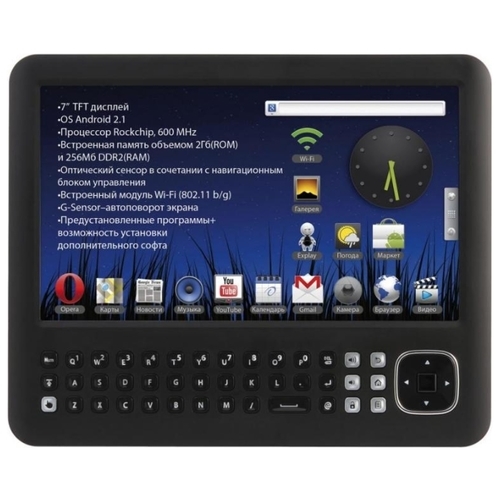 •7” TFT дисплей
•OS Android 2.1
•Процессор Rockchip, 600 MHz
•Встроенная память объемом 2Гб(ROM)
и 256Мб DDR2(RAM)
•Оптический сенсор в сочетании с навигационным
блоком управления
•Встроенный модуль Wi-Fi (802.11 b/g)
•G-Sensor–автоповорот экрана
•Предустановленные программы+
возможность установки
дополнительного софта
Wi-Fi
Галерея
Explay Погода Маркет
You Tube
Opera Карты Новости Музыка YouTube Календарь Gmail Камера Браузер Видео
Q W E R T Y U I O P
A S D F G H J K L
Z X C V B N M @